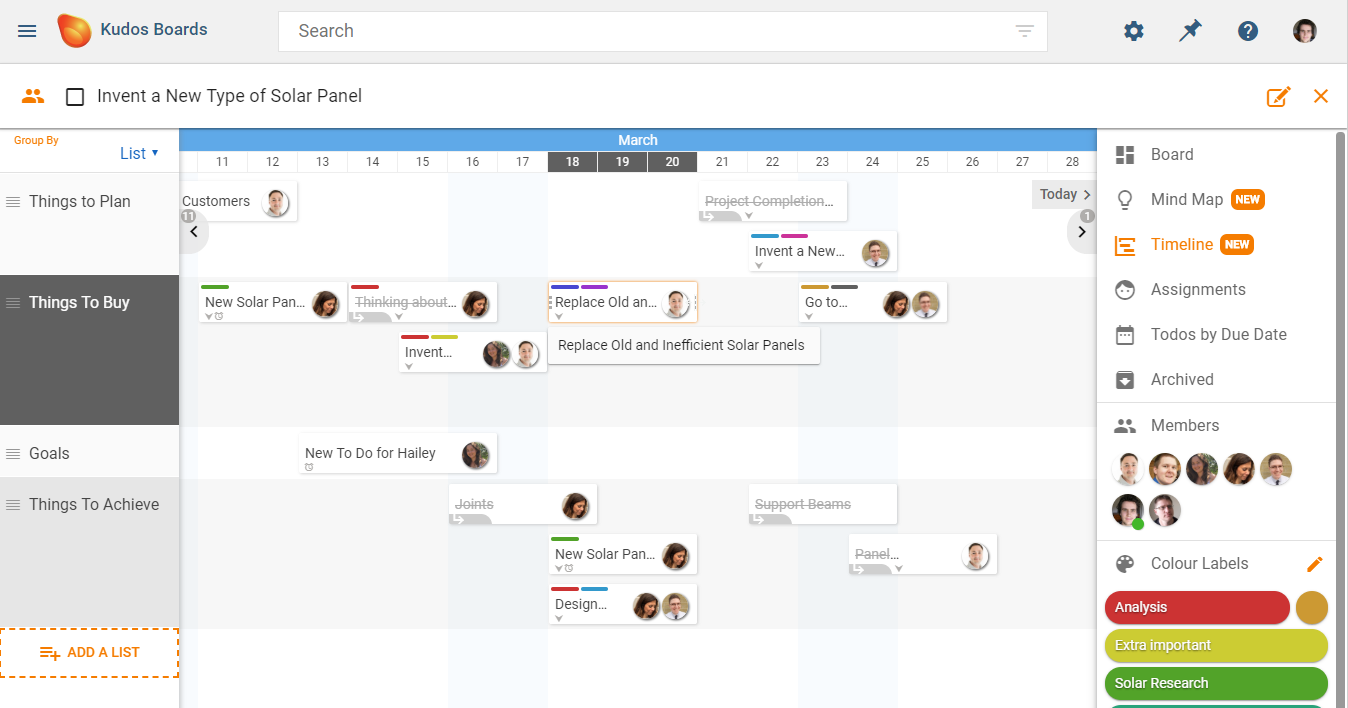 Kudos Boards
Search
Invent a New Type of Solar Panel
Group By
List
March
11 12 13 14 15 16 17 18 19 20 21 22 23 24 25 26 27 28
Things to Plan
Customers
Project Completion...
Today
11
1
Invent a New...
Things To Buy
New Solar Pan...
Thinking about...
Replace Old an...
Go to...
Invent...
Replace Old and Inefficient Solar Panels
Goals
New To Do for Hailey
Things To Achieve
Joints
Support Beams
New Solar Pan...
Panel...
Design...
ADD A LIST
Board
Mind Map NEW
Timeline NEW
Assignments
Todos by Due Date
Archived
Members
Colour Labels
Analysis
Extra important
Solar Research